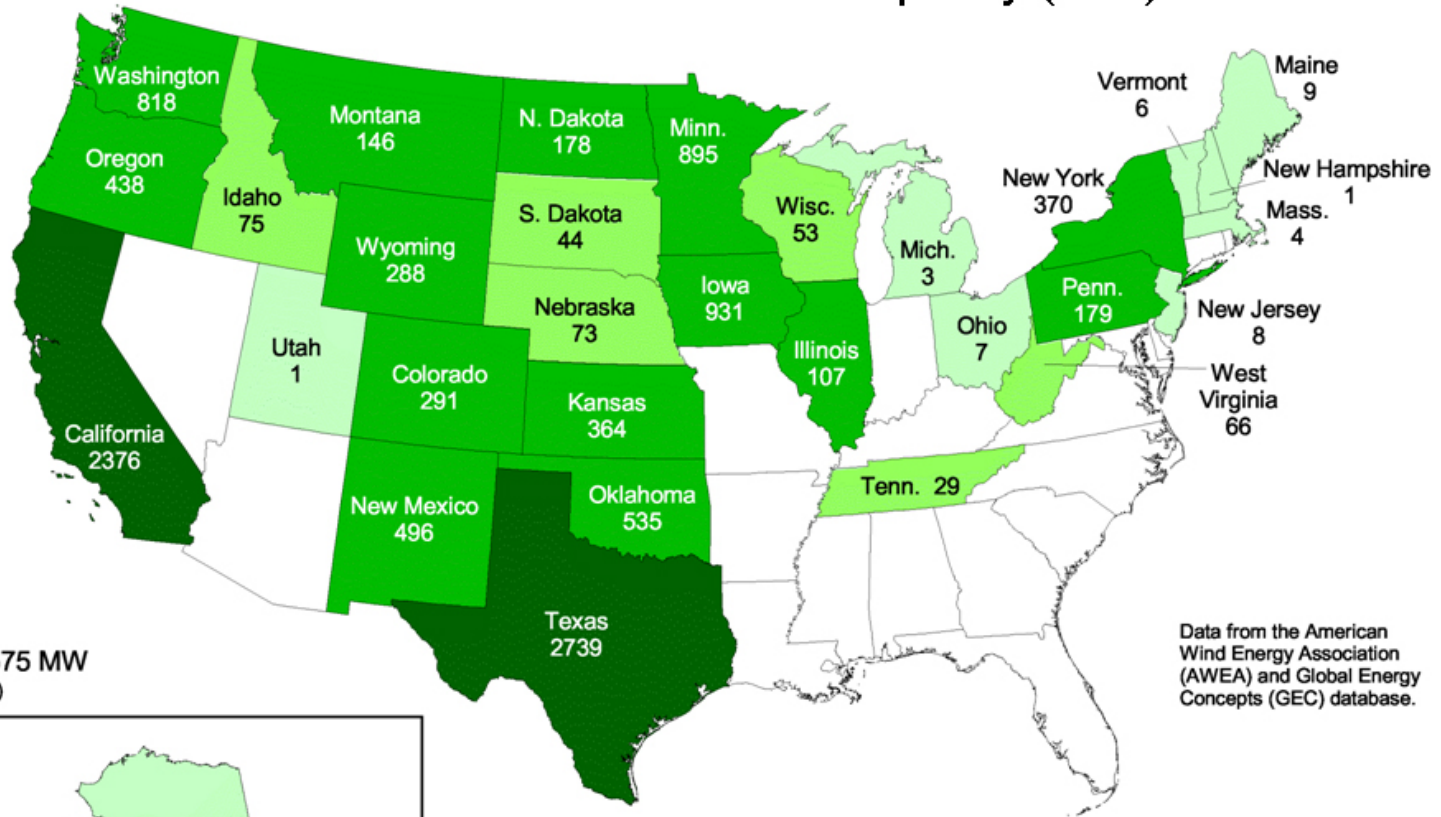 Washington
818
Oregon
438
California
2376
Idaho
75
Montana
146
Wyoming
288
Utah
1
Colorado
291
New Mexico
496
N. Dakota
178
S. Dakota
44
Nebraska
73
Kansas
364
Oklahoma
535
Texas
2739
Minn.
895
Iowa
931
Wisc.
53
Illinois
107
Mich.
3
Ohio
7
Tenn. 29
Penn.
179
New York
370
Vermont
6
Maine
9
New Hampshire
1
Mass.
4
New Jersey
8
West
Virginia
66
75 MW
)
Data from the American
Wind Energy Association
(AWEA) and Global Energy
Concepts (GEC) database.